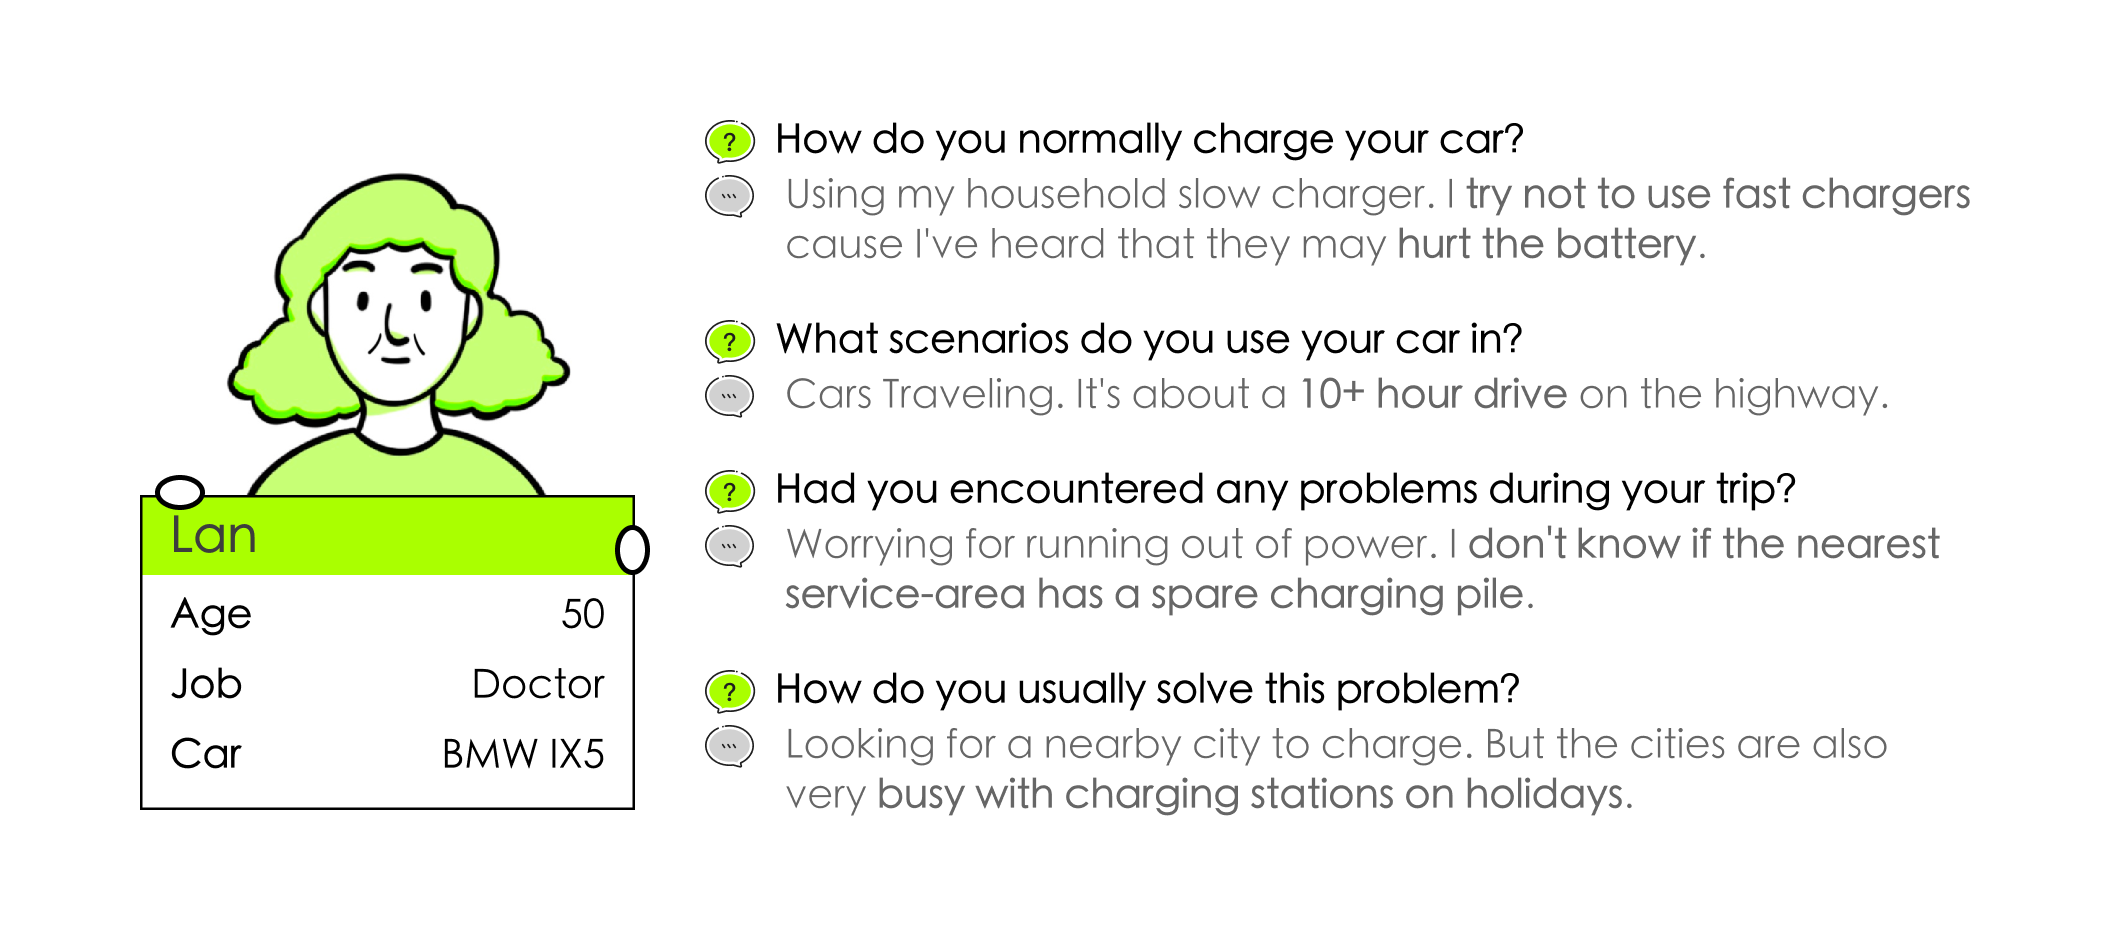 Lan
Age 50
Job Doctor
Car BMW IX5
? How do you normally charge your car?
... Using my household slow charger. I try not to use fast chargers
cause I've heard that they may hurt the battery.
? What scenarios do you use your car in?
... Cars Traveling. It's about a 10+ hour drive on the highway.
? Had you encountered any problems during your trip?
... Worrying for running out of power. I don't know if the nearest
service-area has a spare charging pile.
? How do you usually solve this problem?
... Looking for a nearby city to charge. But the cities are also
very busy with charging stations on holidays.